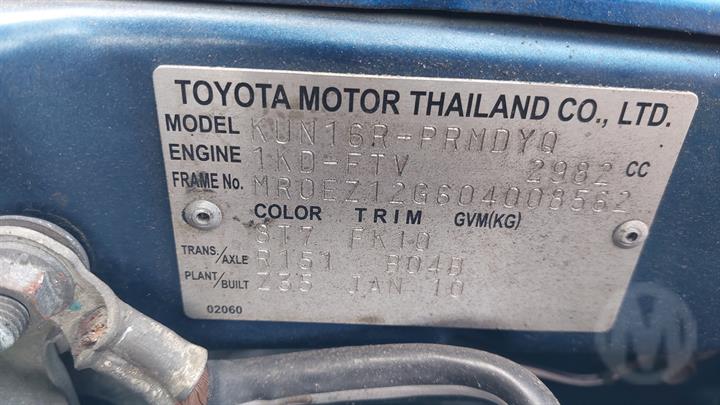 TOYOTA MOTOR THAILAND CO., LTD.
MODEL KUN16R-PRMDYQ
ENGINE 1KD-FTV 2982 CC
FRAME No. MR0EZ12G604008562
COLOR TRIM GVM(KG)
8T7 FK10
TRANS./AXLE R151 B04B
PLANT/BUILT Z35 JAN 10
02060